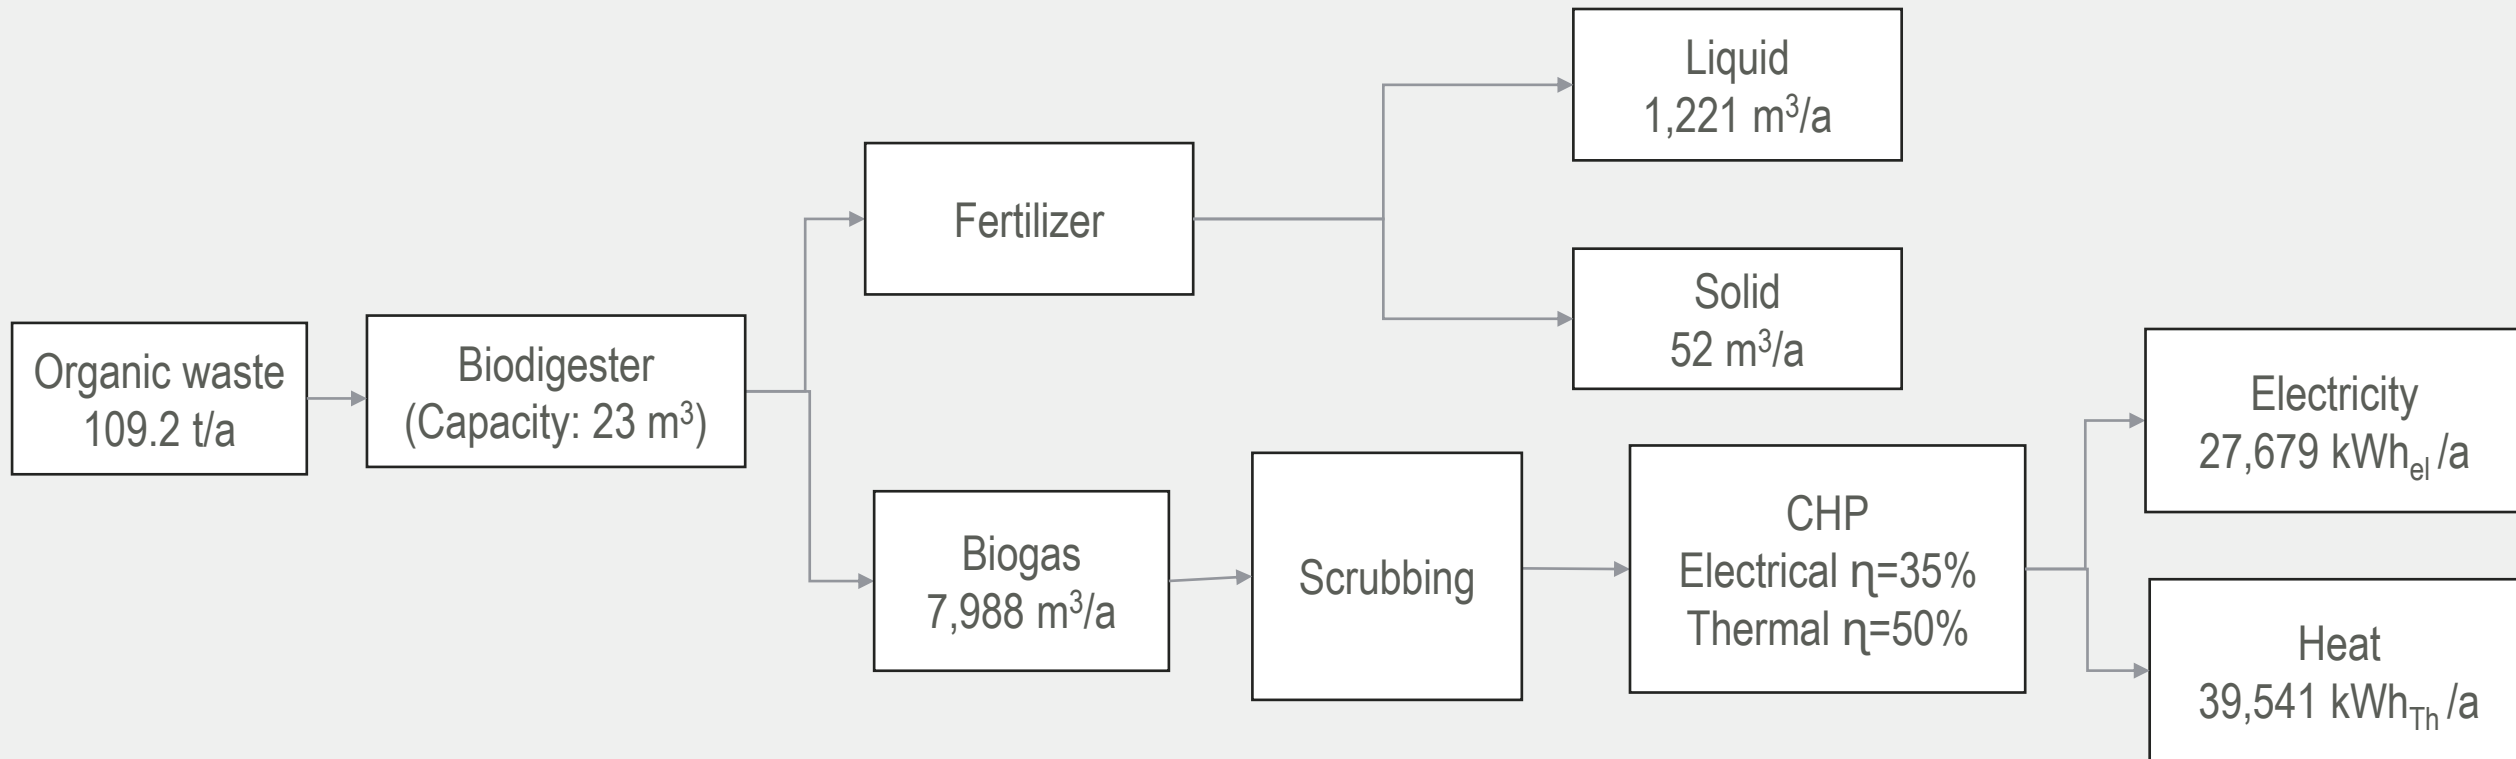 Organic waste
109.2 t/a
Biodigester
(Capacity: 23 m³)
Fertilizer
Liquid
1,221 m³/a
Solid
52 m³/a
Biogas
7,988 m³/a
Scrubbing
CHP
Electrical η=35%
Thermal η=50%
Electricity
27,679 kWhel /a
Heat
39,541 kWhTh /a